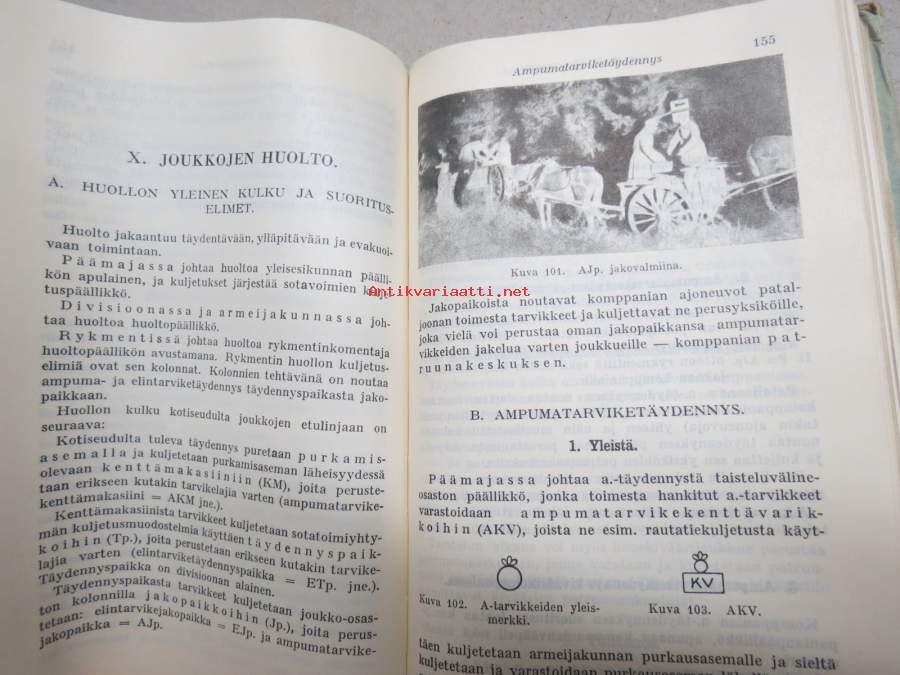 X. JOUKKOJEN HUOLTO.
A. HUOLLON YLEINEN KULKU JA SUORITUS-
ELIMET.
Huolto jakaantuu täydentävään, ylläpitävään ja evakuoi-
vaan toimintaan.
Päämajassa johtaa huoltoa yleisesikunnan päälli-
kön apulainen, ja kuljetukset järjestää sotavoimien kulje-
tuspäällikkö.
Divisioonassa ja armeijakunnassa joh-
taa huoltoa huoltopäällikkö.
Rykmentissä johtaa huoltoa rykmentinkomentaja
huoltopäällikön avustamana. Rykmentin huollon kuljetus-
elimiä ovat sen kolonnat. Kolonnien tehtävänä on noutaa
ampuma- ja elintarviketäydennys täydennyspaikasta jako-
paikkaan.
Huollon kulku kotiseudulta joukkojen etulinjaan on
seuraava:
Kotiseudulta tuleva täydennys puretaan purkamis-
asemalla ja kuljetetaan purkamisaseman läheisyydessä
olevaan kenttämakasiiniin (KM), joita peruste-
taan erikseen kutakin tarvikelajia varten (ampumatarvike-
kenttämakasiini = AKM jne.).
Kenttämakasiinista tarvikkeet kuljetetaan sotatoimiyhty-
män kuljetusmuodostelmia käyttäen täydennyspaik-
koihin (Tp.), joita perustetaan erikseen kutakin tarvike-
lajia varten (elintarviketäydennyspaikka = ETp. jne.).
Täydennyspaikka on divisioonan alainen.
Täydennyspaikasta tarvikkeet kuljetetaan joukko-osas-
ton kolonnilla jakopaikkoihin (Jp.), joita perus-
tetaan: elintarvikejakopaikka = EJp. ja ampumatarvike-
jakopaikka = AJp.
Antikvariaatti.net
155
Ampumatarviketäydennys
Kuva 101. AJp. jakovalmiina.
Jakopaikoista noutavat komppanian ajoneuvot patal-
joonan toimesta tarvikkeet ja kuljettavat ne perusyksiköille,
joka vielä voi perustaa oman jakopaikkansa ampumatar-
vikkeiden jakelua varten joukkueille — komppanian pat-
ruunakeskuksen.
B. AMPUMATARVIKETÄYDENNYS.
1. Yleistä.
Päämajassa johtaa a.-täydennystä taisteluväline-
osaston päällikkö, jonka toimesta hankitut a.-tarvikkeet
varastoidaan ampumatarvikekenttävarik-
koihin (AKV), joista ne esim. rautatiekuljetusta käyt-
KV
Kuva 102. A-tarvikkeiden yleis-
merkki.
Kuva 103. AKV.
täen kuljetetaan armeijakunnan purkausasemalle ja sieltä
kuljetetaan ja varastoidaan